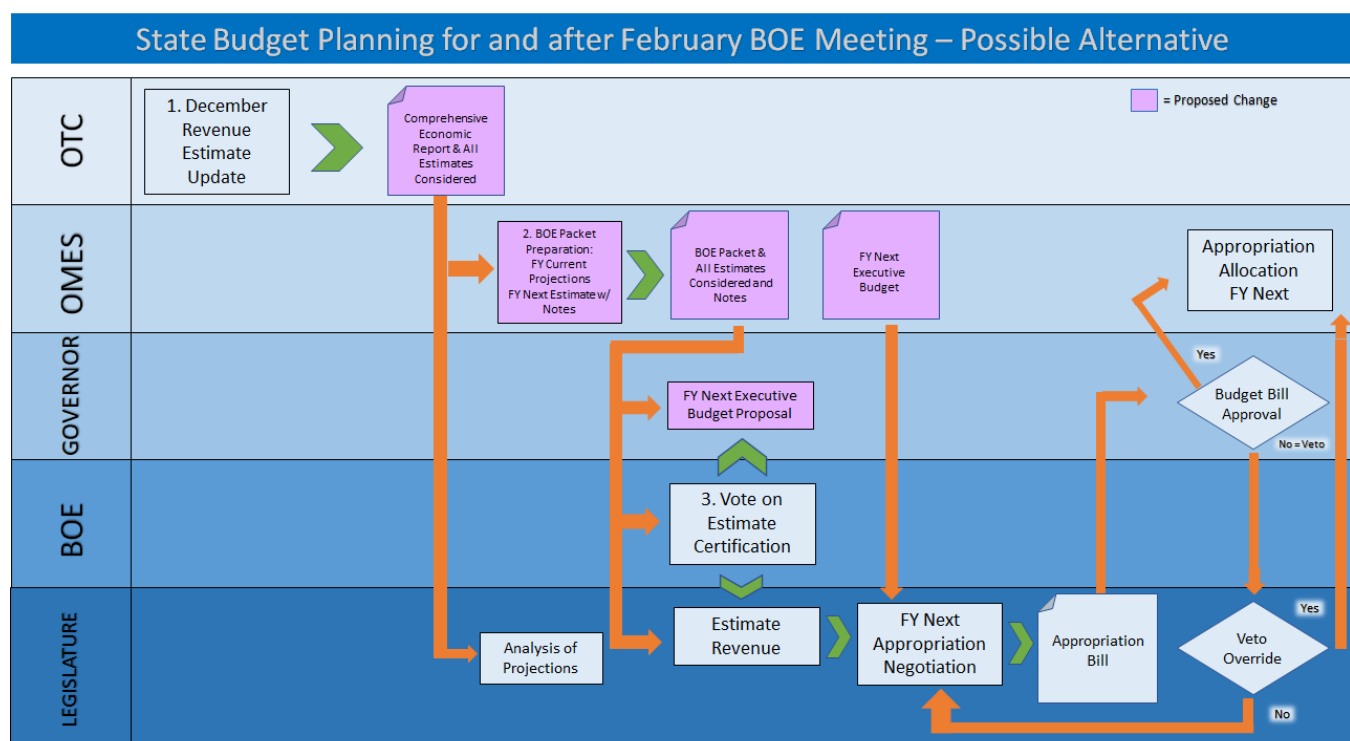 State Budget Planning for and after February BOE Meeting – Possible Alternative
OTC
1. December
Revenue
Estimate
Update
Comprehensive
Economic
Report & All
Estimates
Considered
= Proposed Change
OMES
2. BOE Packet
Preparation:
FY Current
Projections
FY Next Estimate w/
Notes
BOE Packet &
All Estimates
Considered and
Notes
FY Next
Executive
Budget
Appropriation
Allocation
FY Next
GOVERNOR
FY Next Executive
Budget Proposal
Yes
Budget Bill
Approval
No = Veto
BOE
3. Vote on
Estimate
Certification
LEGISLATURE
Analysis of
Projections
Estimate
Revenue
FY Next
Appropriation
Negotiation
Appropriation
Bill
Yes
Veto
Override
No